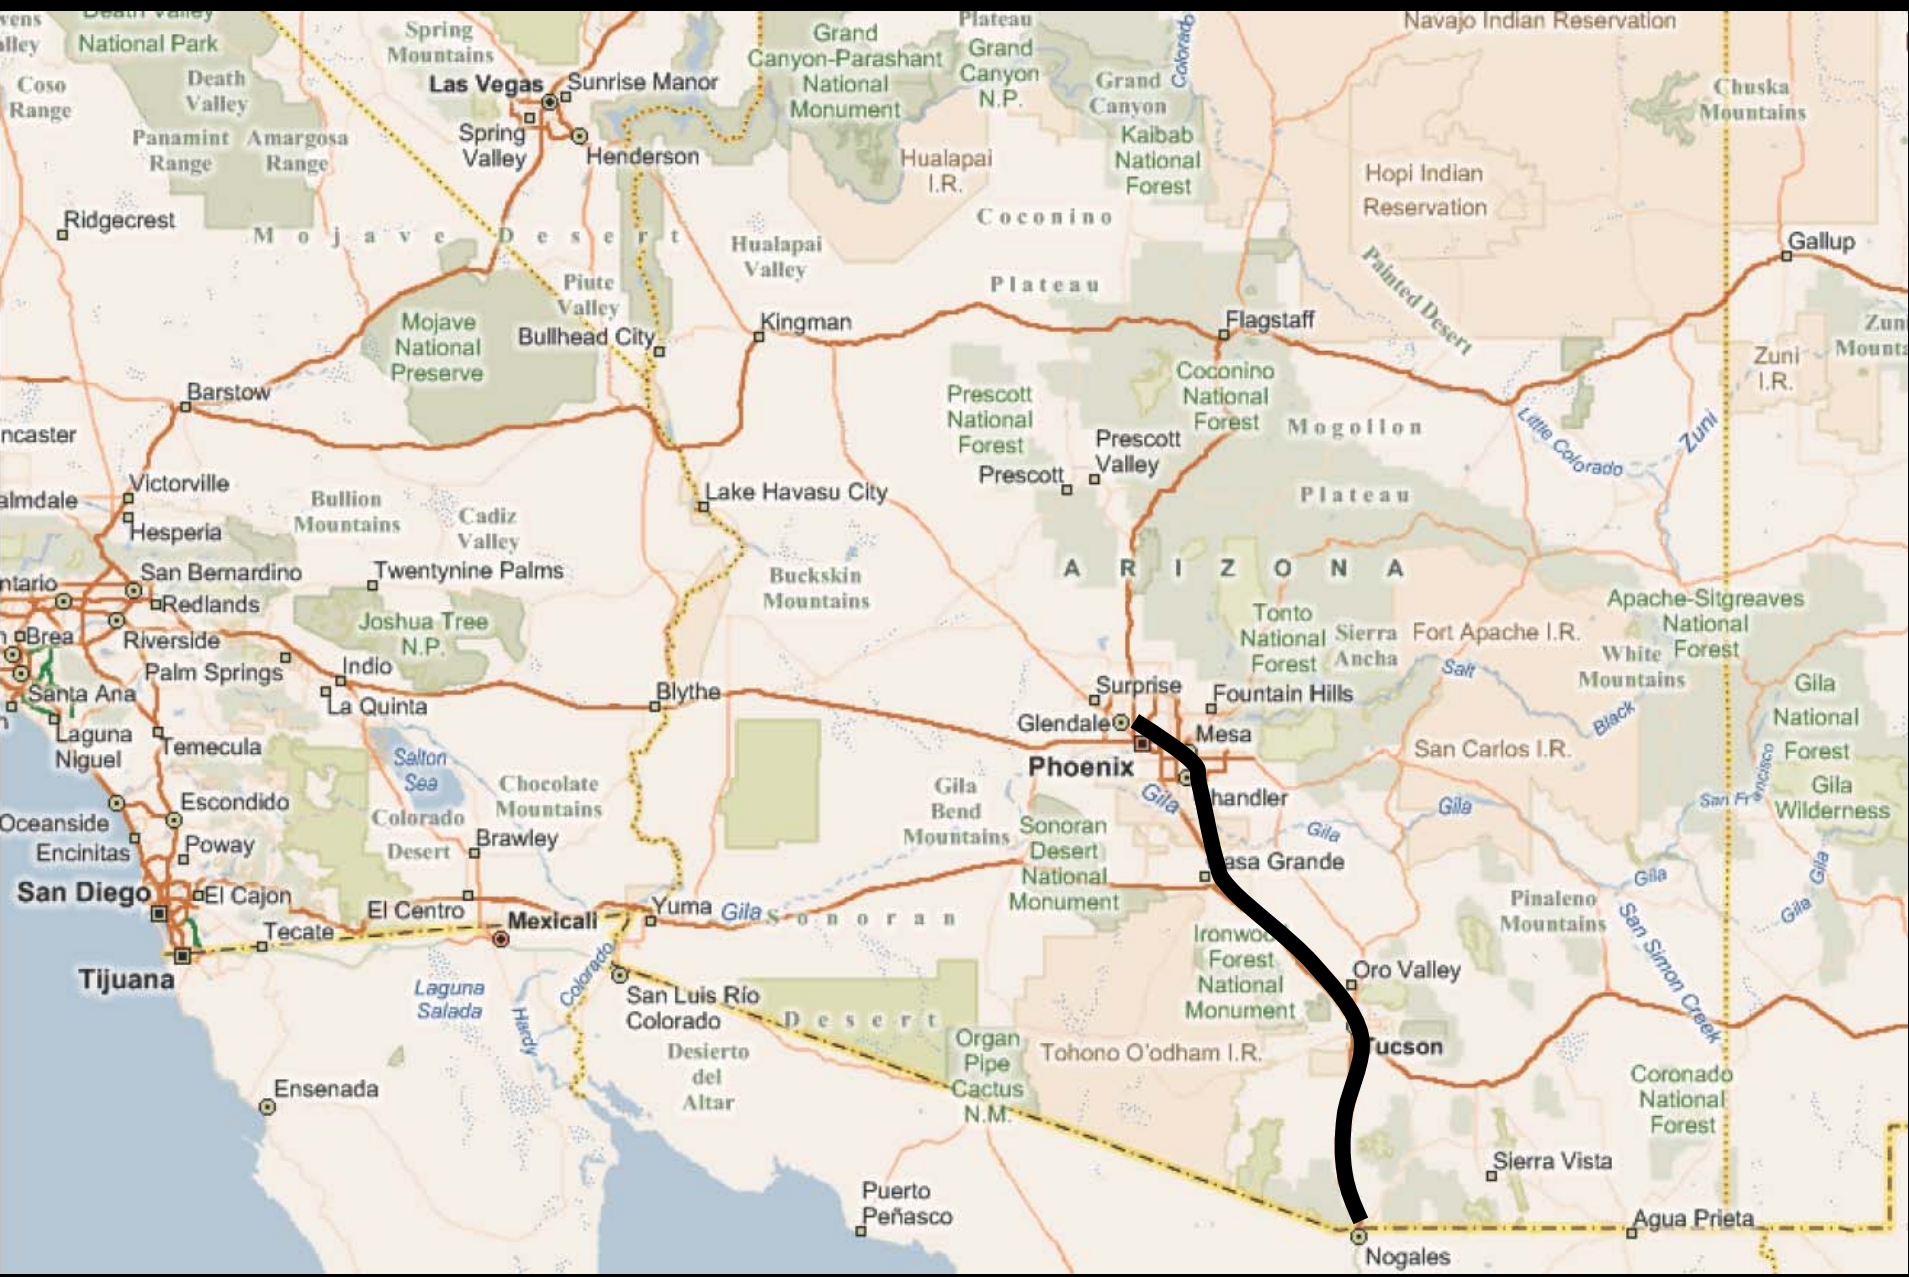 Death Valley
National Park
Spring
Mountains
Las Vegas
Sunrise Manor
Spring
Valley
Henderson
Coso
Range
Death
Valley
Panamint
Range
Amargosa
Range
Ridgecrest
Mojave Desert
Grand
Canyon-Parashant
National
Monument
Plateau
Grand
Canyon
N.P.
Grand
Canyon
Colorado
Kaibab
National
Forest
Hualapai
I.R.
Navajo Indian Reservation
Hopi Indian
Reservation
Chuska
Mountains
Gallup
Coconino
Plateau
Hualapai
Valley
Piute
Valley
Bullhead City
Kingman
Flagstaff
Painted Desert
Zuni
I.R.
Mojave
National
Preserve
Barstow
Victorville
Hesperia
Bullion
Mountains
Cadiz
Valley
Lake Havasu City
Prescott
National
Forest
Coconino
National
Forest
Prescott
Valley
Prescott
Mogollon
Plateau
Little Colorado
Zuni
San Bernardino
Redlands
Twentynine Palms
Buckskin
Mountains
ARIZONA
Brea
Riverside
Joshua Tree
N.P.
Palm Springs
Indio
La Quinta
Santa Ana
Laguna
Niguel
Temecula
Blythe
Tonto
National
Forest
Sierra
Ancha
Fort Apache I.R.
Apache-Sitgreaves
National
Forest
White
Mountains
Salt
Black
Surprise
Fountain Hills
Glendale
Mesa
Phoenix
San Carlos I.R.
Gila
National
Forest
Gila
Wilderness
Salton
Sea
Chocolate
Mountains
Colorado
Desert
Escondido
Oceanside
Encinitas
Poway
Brawley
Gila
Bend
Mountains
Gila
handler
Gila
Gila
Sonoran
Desert
National
Monument
asa Grande
San Diego
El Cajon
El Centro
Mexicali
Yuma
Gila
Sonoran
Desert
Tecate
Tijuana
Laguna
Salada
Hardy
Colorado
San Luis Río
Colorado
Desierto
del
Altar
Ensenada
Organ
Pipe
Cactus
N.M.
Tohono O'odham I.R.
Forest
National
Monument
Oro Valley
Tucson
Pinaleno
Mountains
Gila
Gila
Gila
San Simon Creek
Coronado
National
Forest
Puerto
Peñasco
Sierra Vista
Nogales
Agua Prieta